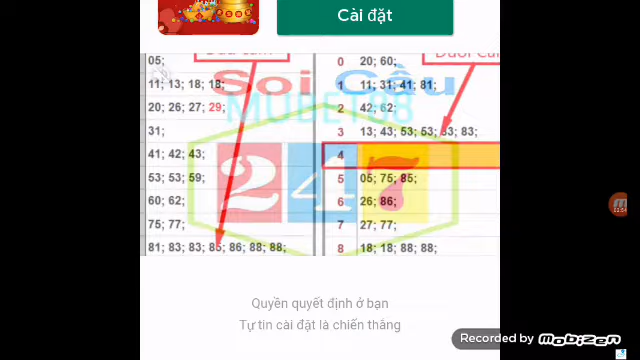 Cài đặt
05;
0 20; 60;
11; 13; 18; 18;
1 11; 31; 41; 81;
20; 26; 27; 29;
2 42; 62;
31;
3 13; 43; 53; 53; 83; 83;
41; 42; 43;
4
53; 53; 59;
5 05; 75; 85;
60; 62;
6 26; 86;
75; 77;
7 27; 77;
81; 83; 83; 85; 86; 88; 88;
8 18; 18; 88; 88;
Soi Cầu
MUBET88
247
Quyền quyết định ở bạn
Tự tin cài đặt là chiến thăng
Recorded by mobizen